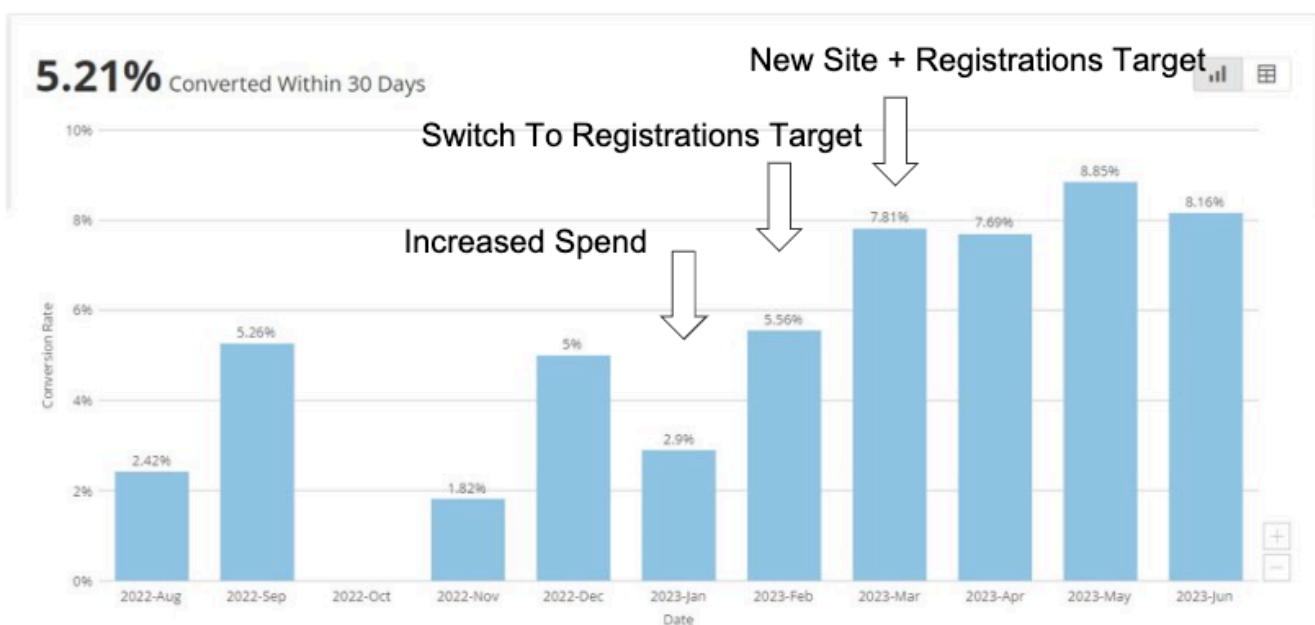 New Site + Registrations Target
5.21% Converted Within 30 Days
Switch To Registrations Target
Increased Spend
Conversion Rate
10%
8%
6%
4%
2%
0%
2.42%
5.26%
1.82%
5%
2.9%
5.56%
7.81%
7.69%
8.85%
8.16%
2022-Aug 2022-Sep 2022-Oct 2022-Nov 2022-Dec 2023-Jan 2023-Feb 2023-Mar 2023-Apr 2023-May 2023-Jun
Date